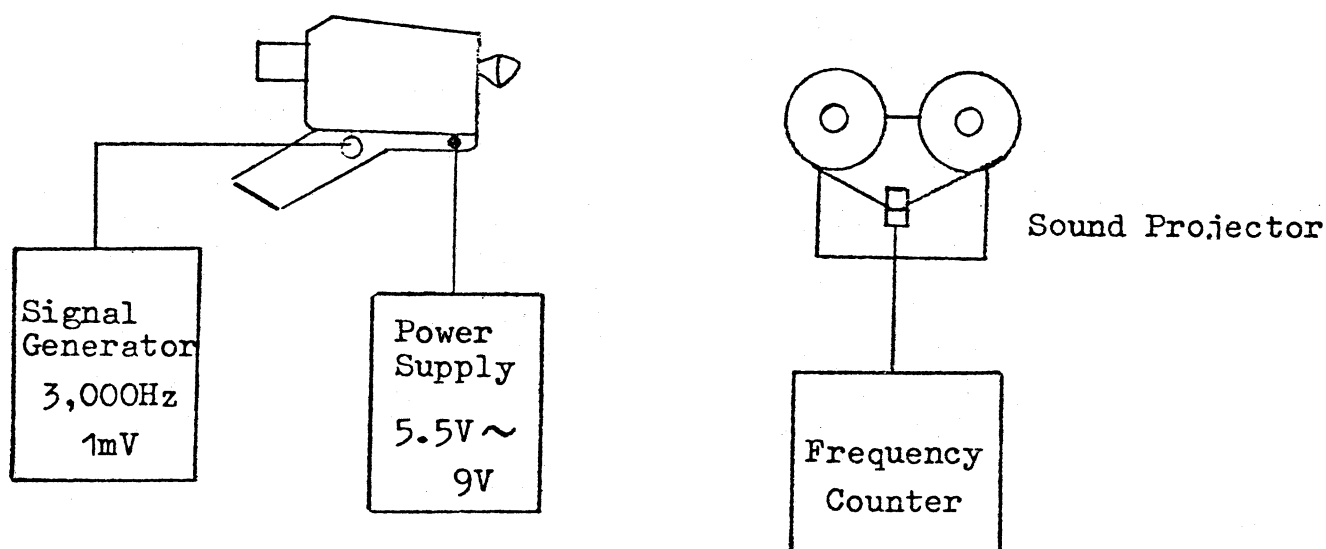 Signal
Generator
3,000Hz
1mV
Power
Supply
5.5V ~
9V
Sound Projector
Frequency
Counter